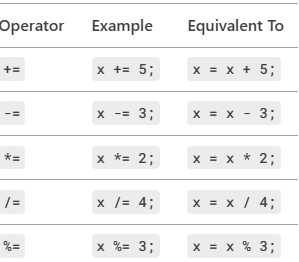 Operator Example Equivalent To
+= x += 5; x = x + 5;
-= x -= 3; x = x - 3;
*= x *= 2; x = x * 2;
/= x /= 4; x = x / 4;
%= x %= 3; x = x % 3;